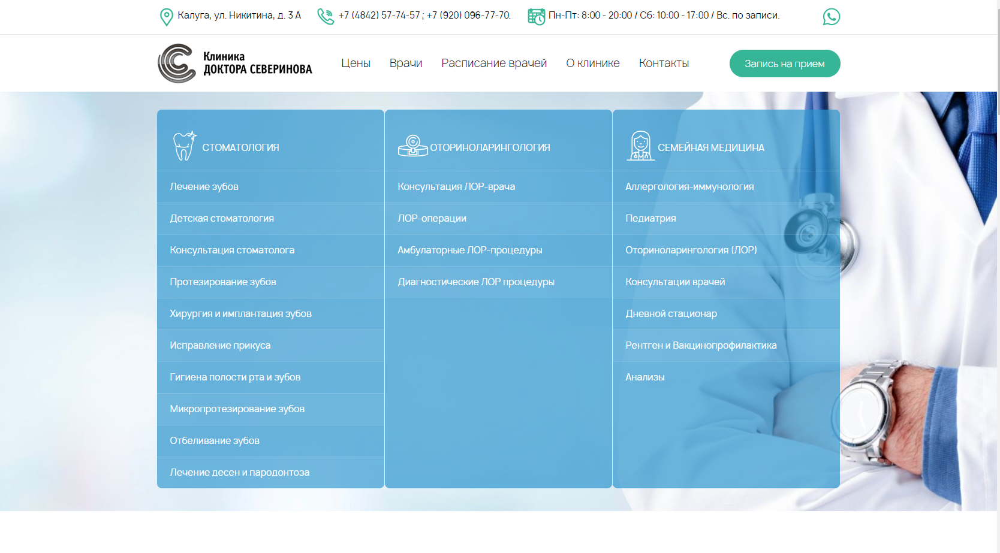 Калуга, ул. Никитина, д. 3 А
+7 (4842) 57-74-57 ; +7 (920) 096-77-70.
Пн-Пт: 8:00 - 20:00 / Сб: 10:00 - 17:00 / Вс. по записи.
Клиника
ДОКТОРА СЕВЕРИНОВА
Цены
Врачи
Расписание врачей
О клинике
Контакты
Запись на прием
СТОМАТОЛОГИЯ
Лечение зубов
Детская стоматология
Консультация стоматолога
Протезирование зубов
Хирургия и имплантация зубов
Исправление прикуса
Гигиена полости рта и зубов
Микропротезирование зубов
Отбеливание зубов
Лечение десен и пародонтоза
ОТОРИНОЛАРИНГОЛОГИЯ
Консультация ЛОР-врача
ЛОР-операции
Амбулаторные ЛОР-процедуры
Диагностические ЛОР процедуры
СЕМЕЙНАЯ МЕДИЦИНА
Аллергология-иммунология
Педиатрия
Оториноларингология (ЛОР)
Консультации врачей
Дневной стационар
Рентген и Вакцинопрофилактика
Анализы